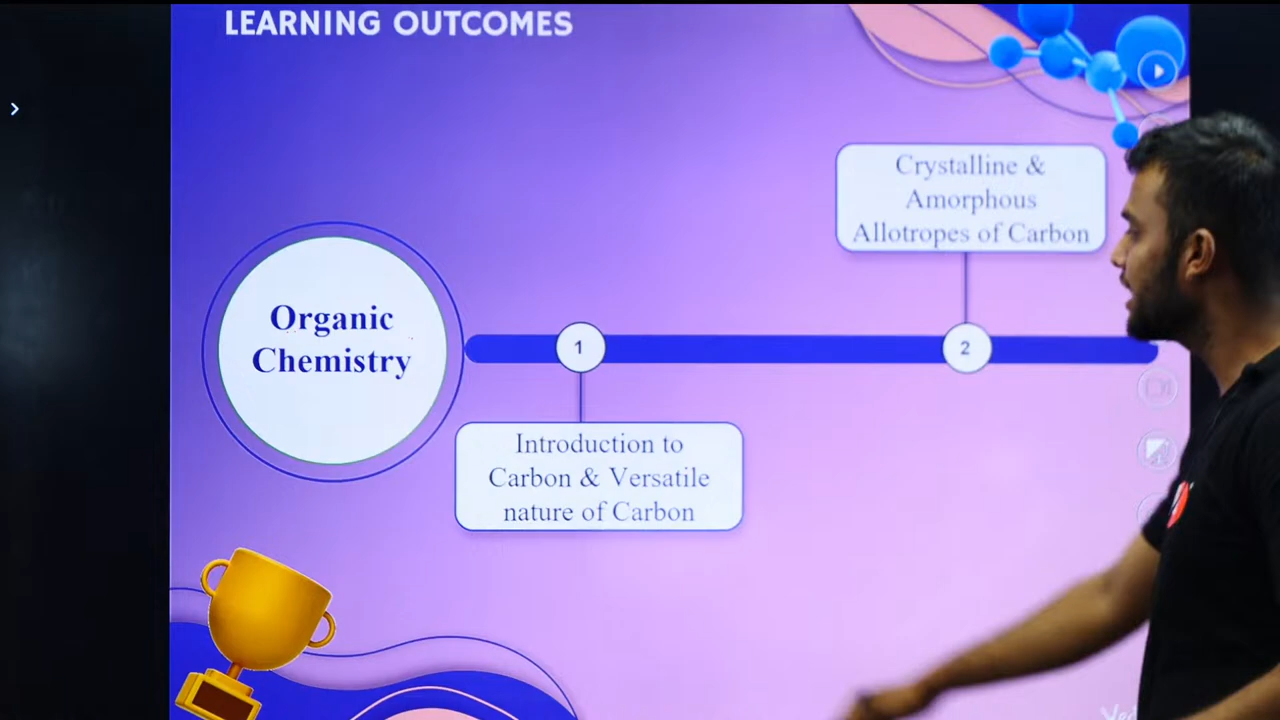 LEARNING OUTCOMES
Crystalline &
Amorphous
Allotropes of Carbon
Organic
Chemistry
1
2
Introduction to
Carbon & Versatile
nature of Carbon